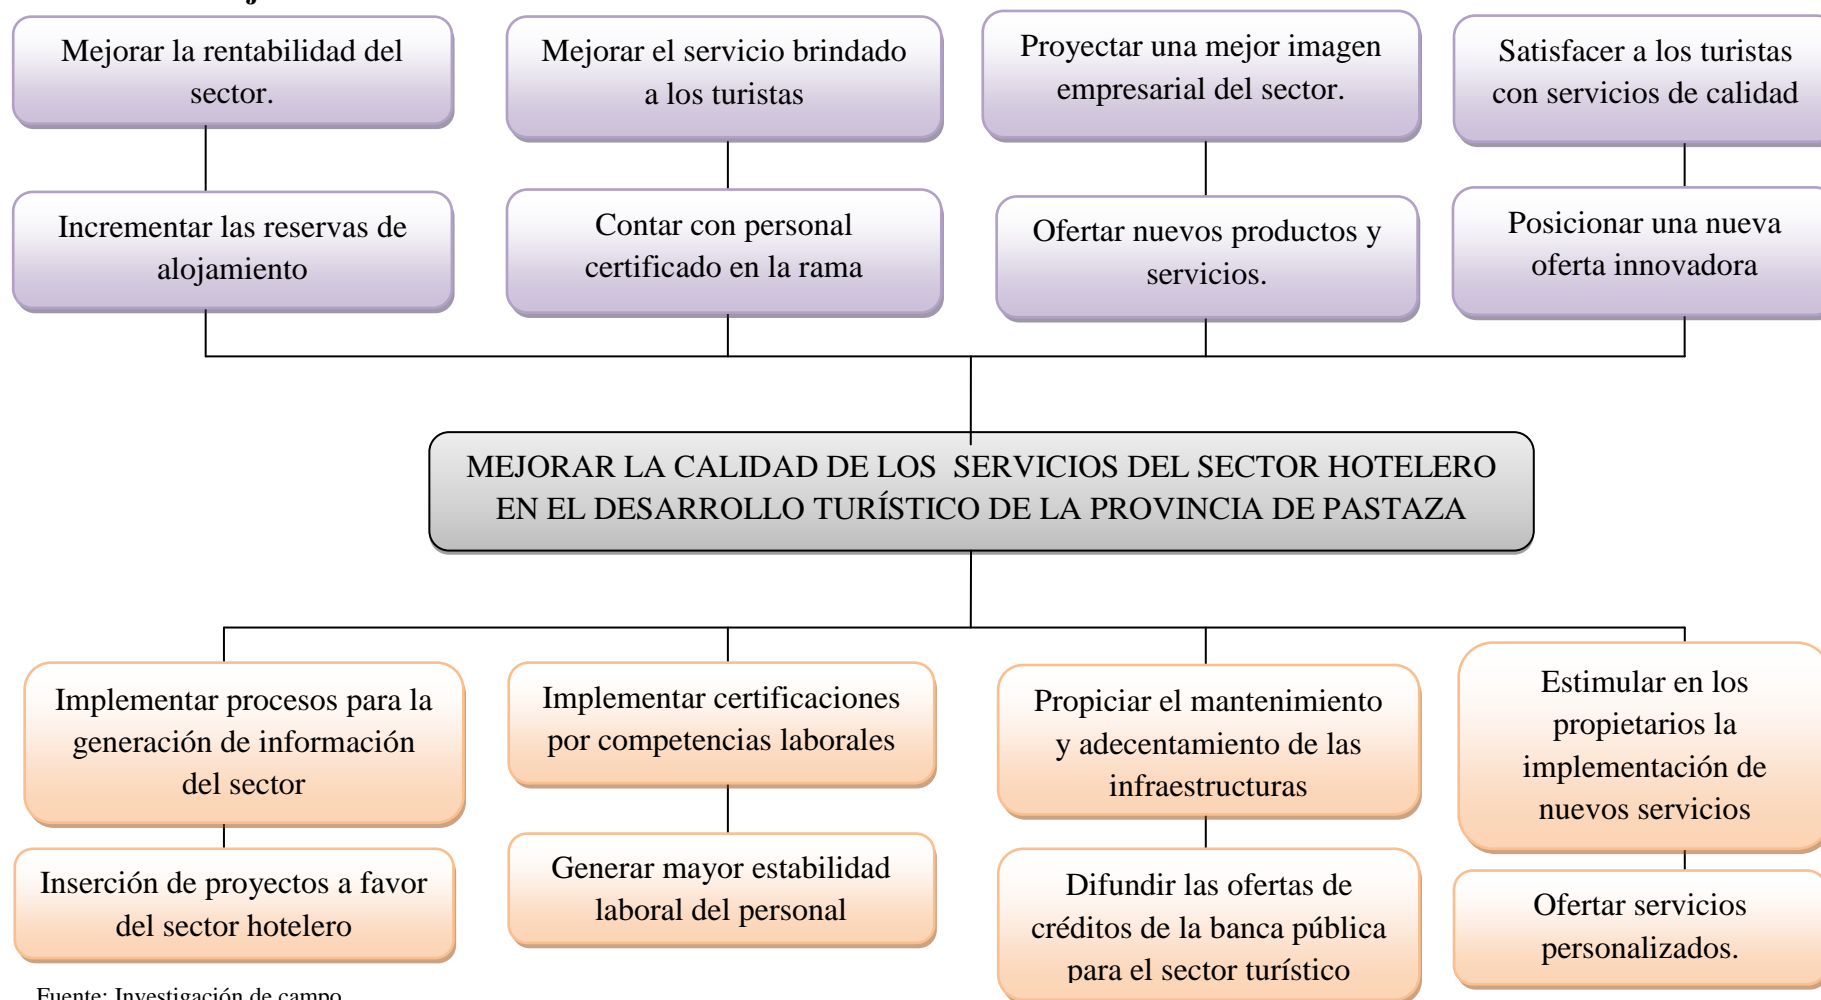 Mejorar la rentabilidad del
sector.
Mejorar el servicio brindado
a los turistas
Proyectar una mejor imagen
empresarial del sector.
Satisfacer a los turistas
con servicios de calidad
Incrementar las reservas de
alojamiento
Contar con personal
certificado en la rama
Ofertar nuevos productos y
servicios.
Posicionar una nueva
oferta innovadora
MEJORAR LA CALIDAD DE LOS SERVICIOS DEL SECTOR HOTELERO
EN EL DESARROLLO TURÍSTICO DE LA PROVINCIA DE PASTAZA
Implementar procesos para la
generación de información
del sector
Implementar certificaciones
por competencias laborales
Propiciar el mantenimiento
y adecentamiento de las
infraestructuras
Estimular en los
propietarios la
implementación de
nuevos servicios
Inserción de proyectos a favor
del sector hotelero
Generar mayor estabilidad
laboral del personal
Difundir las ofertas de
créditos de la banca pública
para el sector turístico
Ofertar servicios
personalizados.
Fuente: Investigación de campo